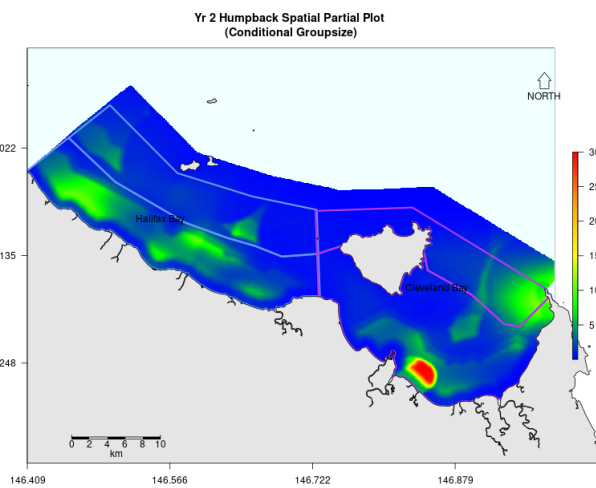 Yr 2 Humpback Spatial Partial Plot
(Conditional Groupsize)
NORTH
022
135
248
Halifax Bay
Cleveland Bay
30
25
20
15
10
5
0 2 4 6 8 10
km
146.409 146.566 146.722 146.879